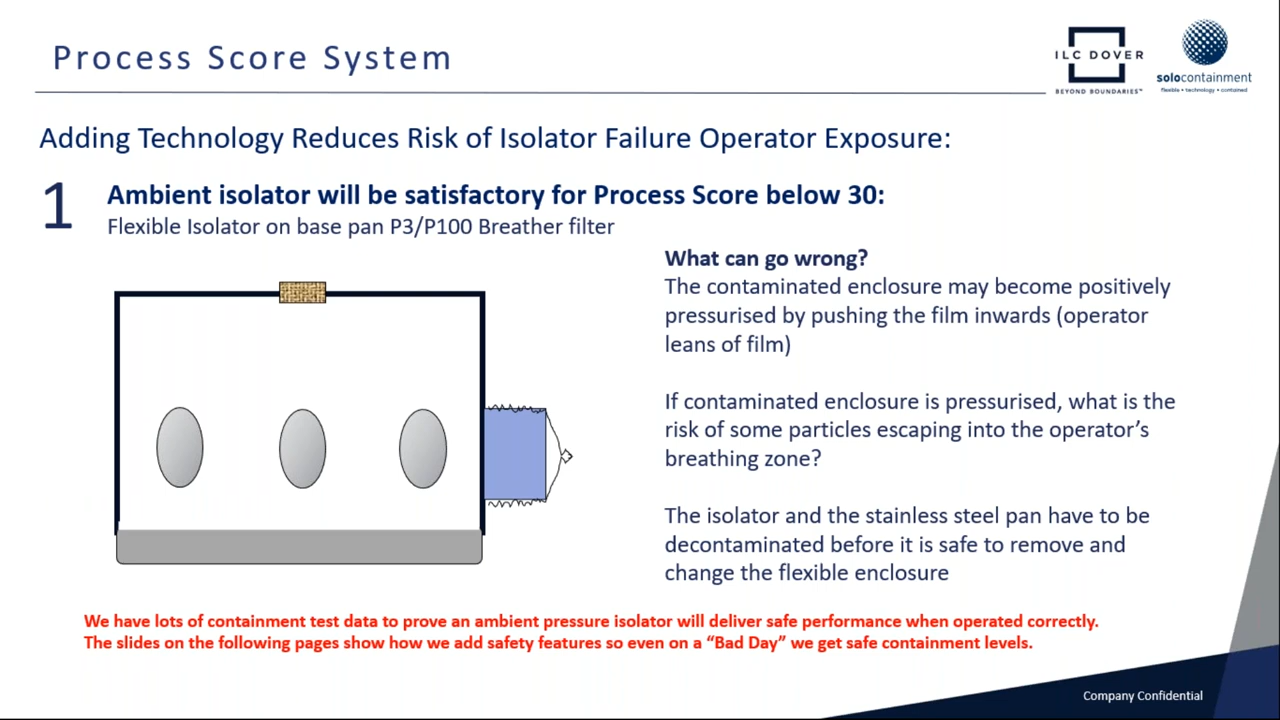 Process Score System
ILC DOVER
BEYOND BOUNDARIES™
solocontainment
flexible • technology • contained
Adding Technology Reduces Risk of Isolator Failure Operator Exposure:
1
Ambient isolator will be satisfactory for Process Score below 30:
Flexible Isolator on base pan P3/P100 Breather filter
What can go wrong?
The contaminated enclosure may become positively
pressurised by pushing the film inwards (operator
leans of film)
If contaminated enclosure is pressurised, what is the
risk of some particles escaping into the operator’s
breathing zone?
The isolator and the stainless steel pan have to be
decontaminated before it is safe to remove and
change the flexible enclosure
We have lots of containment test data to prove an ambient pressure isolator will deliver safe performance when operated correctly.
The slides on the following pages show how we add safety features so even on a “Bad Day” we get safe containment levels.
Company Confidential